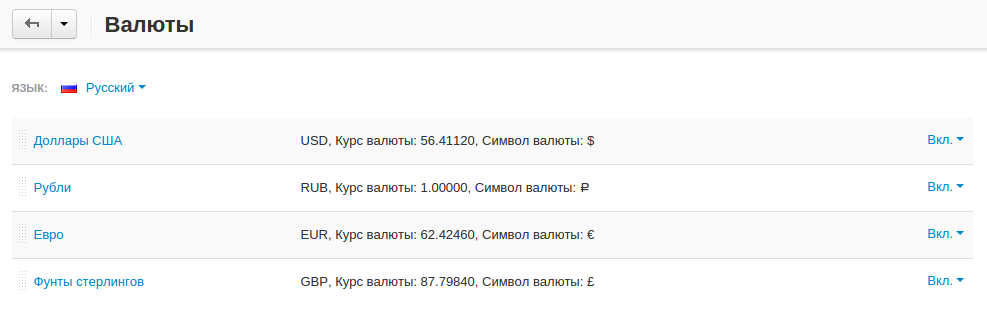 Валюты
ЯЗЫК: Русский
Доллары США USD, Курс валюты: 56.41120, Символ валюты: $ Вкл.
Рубли RUB, Курс валюты: 1.00000, Символ валюты: ₽ Вкл.
Евро EUR, Курс валюты: 62.42460, Символ валюты: € Вкл.
Фунты стерлингов GBP, Курс валюты: 87.79840, Символ валюты: £ Вкл.